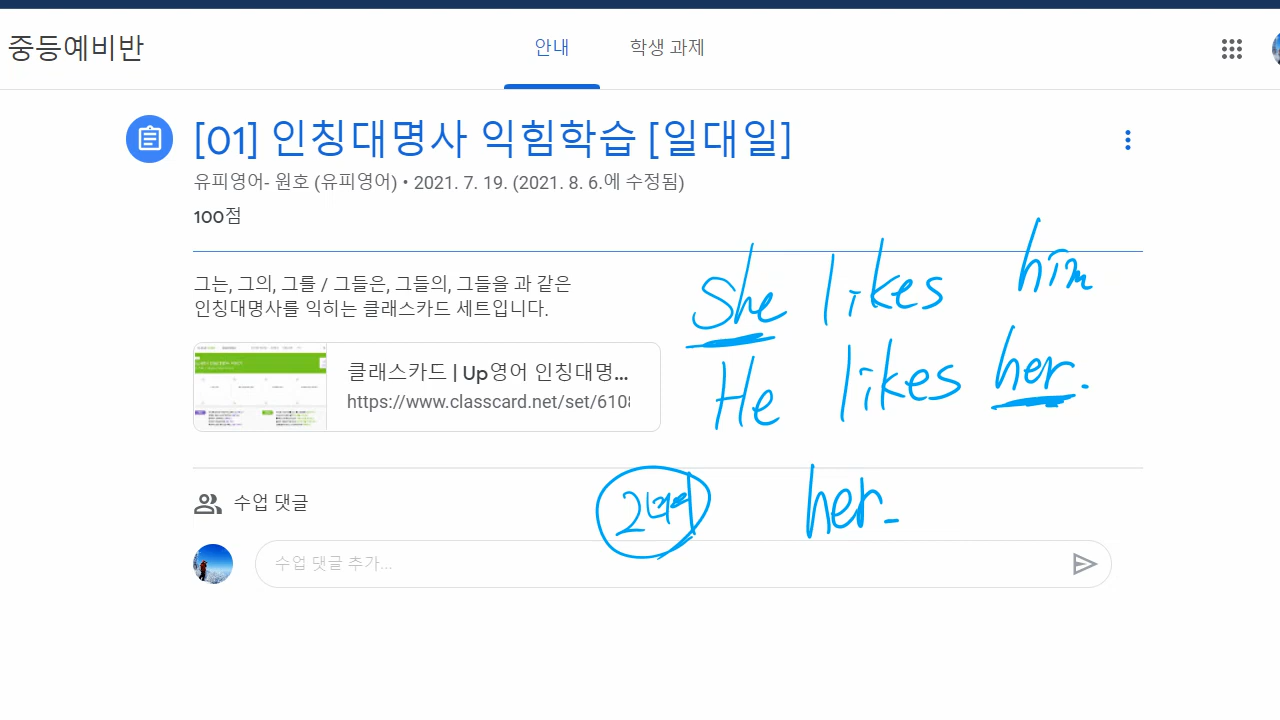 중등예비반
안내
학생 과제
[01] 인칭대명사 익힘학습 [일대일]
유피영어- 원호 (유피영어) • 2021. 7. 19. (2021. 8. 6.에 수정됨)
100점
그는, 그의, 그를 / 그들은, 그들의, 그들을 과 같은
인칭대명사를 익히는 클래스카드 세트입니다.
클래스카드 | Up영어 인칭대명...
https://www.classcard.net/set/610
She likes him
He likes her.
her
수업 댓글
수업 댓글 추가...